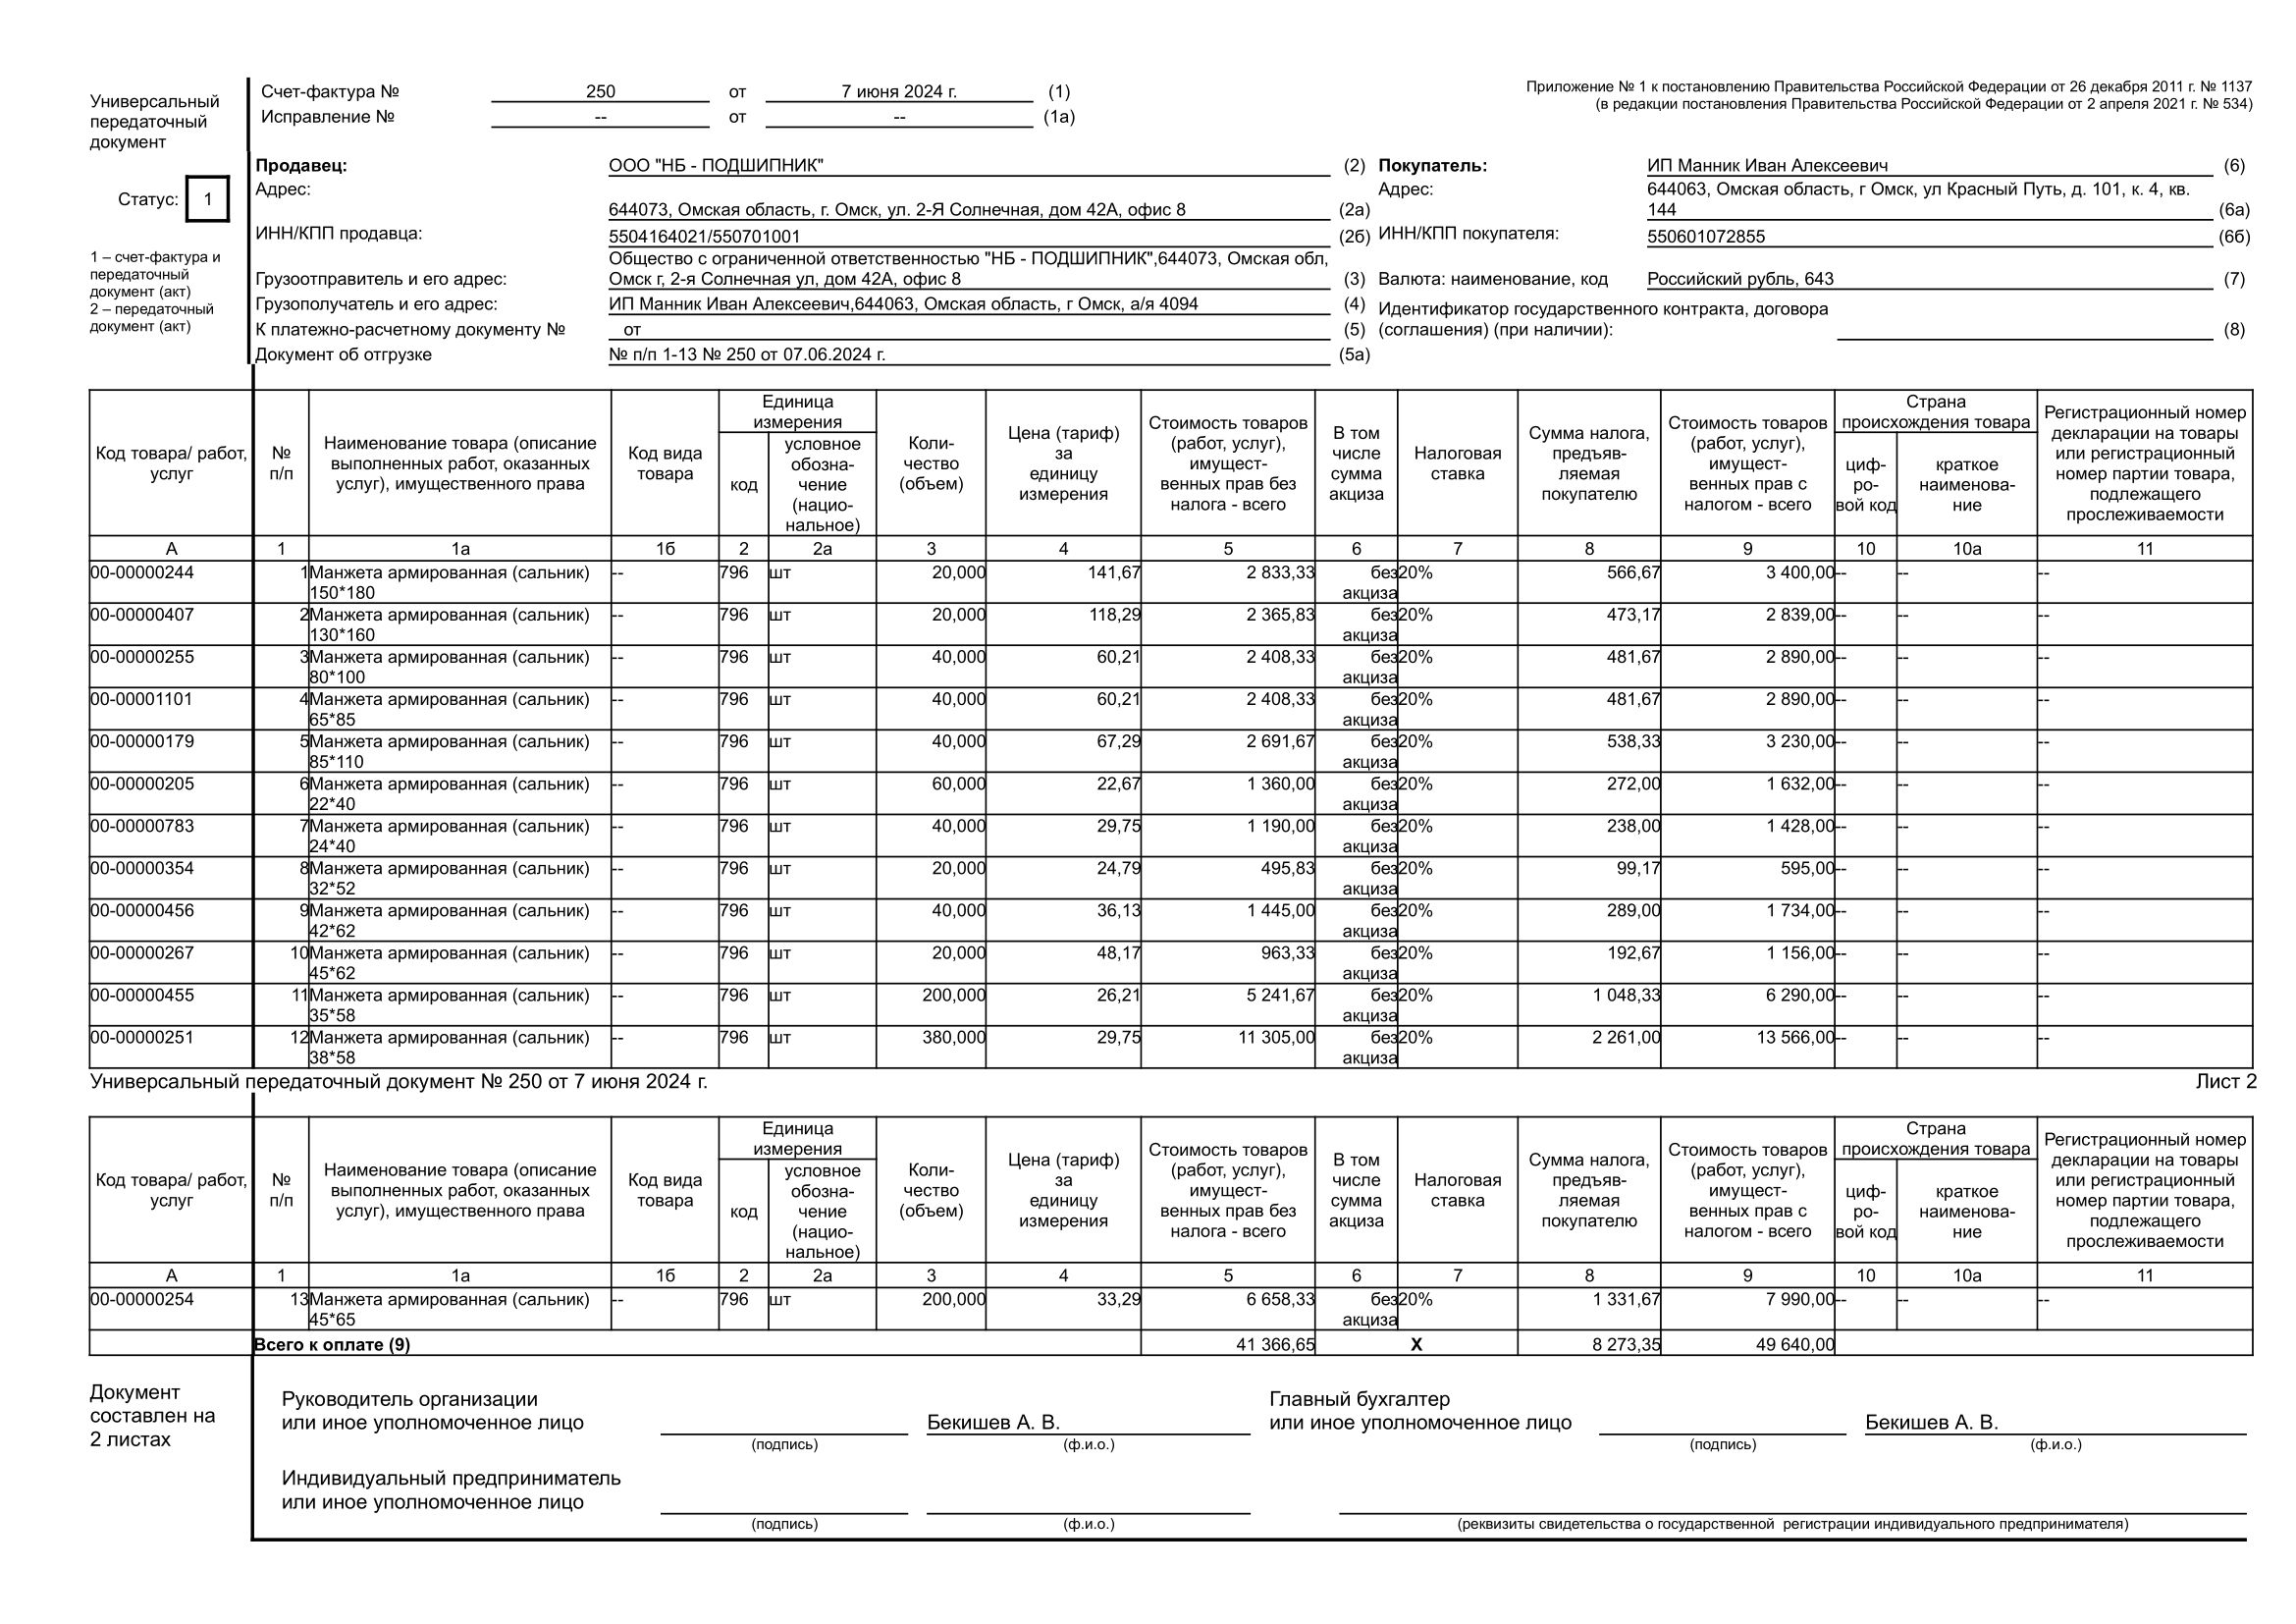 Универсальный
передаточный
документ
Счет-фактура № 250 от 7 июня 2024 г. (1)
Исправление № -- от -- (1а)
Приложение № 1 к постановлению Правительства Российской Федерации от 26 декабря 2011 г. № 1137
(в редакции постановления Правительства Российской Федерации от 2 апреля 2021 г. № 534)
Статус: 1
1 – счет-фактура и
передаточный
документ (акт)
2 – передаточный
документ (акт)
Продавец: ООО "НБ - ПОДШИПНИК" (2)
Адрес:
644073, Омская область, г. Омск, ул. 2-Я Солнечная, дом 42А, офис 8 (2а)
ИНН/КПП продавца: 5504164021/550701001 (2б)
Общество с ограниченной ответственностью "НБ - ПОДШИПНИК",644073, Омская обл,
Грузоотправитель и его адрес: Омск г, 2-я Солнечная ул, дом 42А, офис 8 (3)
Грузополучатель и его адрес: ИП Манник Иван Алексеевич,644063, Омская область, г Омск, а/я 4094 (4)
К платежно-расчетному документу № от (5)
Документ об отгрузке № п/п 1-13 № 250 от 07.06.2024 г. (5а)
Покупатель: ИП Манник Иван Алексеевич (6)
Адрес: 644063, Омская область, г Омск, ул Красный Путь, д. 101, к. 4, кв.
144 (6а)
ИНН/КПП покупателя: 550601072855 (6б)
Валюта: наименование, код Российский рубль, 643 (7)
Идентификатор государственного контракта, договора
(соглашения) (при наличии): (8)
Код товара/ работ,
услуг
№
п/п
Наименование товара (описание
выполненных работ, оказанных
услуг), имущественного права
Код вида
товара
Единица
измерения
код
условное
обозна-
чение
(нацио-
нальное)
Коли-
чество
(объем)
Цена (тариф)
за
единицу
измерения
Стоимость товаров
(работ, услуг),
имущест-
венных прав без
налога - всего
В том
числе
сумма
акциза
Налоговая
ставка
Сумма налога,
предъяв-
ляемая
покупателю
Стоимость товаров
(работ, услуг),
имущест-
венных прав с
налогом - всего
Страна
происхождения товара
циф-
ро-
вой код
краткое
наименова-
ние
Регистрационный номер
декларации на товары
или регистрационный
номер партии товара,
подлежащего
прослеживаемости
А 1 1а 1б 2 2а 3 4 5 6 7 8 9 10 10а 11
00-00000244 1 Манжета армированная (сальник) -- 796 шт 20,000 141,67 2 833,33 без 20% 566,67 3 400,00 -- -- --
150*180 акциза
00-00000407 2 Манжета армированная (сальник) -- 796 шт 20,000 118,29 2 365,83 без 20% 473,17 2 839,00 -- -- --
130*160 акциза
00-00000255 3 Манжета армированная (сальник) -- 796 шт 40,000 60,21 2 408,33 без 20% 481,67 2 890,00 -- -- --
80*100 акциза
00-00001101 4 Манжета армированная (сальник) -- 796 шт 40,000 60,21 2 408,33 без 20% 481,67 2 890,00 -- -- --
65*85 акциза
00-00000179 5 Манжета армированная (сальник) -- 796 шт 40,000 67,29 2 691,67 без 20% 538,33 3 230,00 -- -- --
85*110 акциза
00-00000205 6 Манжета армированная (сальник) -- 796 шт 60,000 22,67 1 360,00 без 20% 272,00 1 632,00 -- -- --
22*40 акциза
00-00000783 7 Манжета армированная (сальник) -- 796 шт 40,000 29,75 1 190,00 без 20% 238,00 1 428,00 -- -- --
24*40 акциза
00-00000354 8 Манжета армированная (сальник) -- 796 шт 20,000 24,79 495,83 без 20% 99,17 595,00 -- -- --
32*52 акциза
00-00000456 9 Манжета армированная (сальник) -- 796 шт 40,000 36,13 1 445,00 без 20% 289,00 1 734,00 -- -- --
42*62 акциза
00-00000267 10 Манжета армированная (сальник) -- 796 шт 20,000 48,17 963,33 без 20% 192,67 1 156,00 -- -- --
45*62 акциза
00-00000455 11 Манжета армированная (сальник) -- 796 шт 200,000 26,21 5 241,67 без 20% 1 048,33 6 290,00 -- -- --
35*58 акциза
00-00000251 12 Манжета армированная (сальник) -- 796 шт 380,000 29,75 11 305,00 без 20% 2 261,00 13 566,00 -- -- --
38*58 акциза
Универсальный передаточный документ № 250 от 7 июня 2024 г. Лист 2
Код товара/ работ,
услуг
№
п/п
Наименование товара (описание
выполненных работ, оказанных
услуг), имущественного права
Код вида
товара
Единица
измерения
код
условное
обозна-
чение
(нацио-
нальное)
Коли-
чество
(объем)
Цена (тариф)
за
единицу
измерения
Стоимость товаров
(работ, услуг),
имущест-
венных прав без
налога - всего
В том
числе
сумма
акциза
Налоговая
ставка
Сумма налога,
предъяв-
ляемая
покупателю
Стоимость товаров
(работ, услуг),
имущест-
венных прав с
налогом - всего
Страна
происхождения товара
циф-
ро-
вой код
краткое
наименова-
ние
Регистрационный номер
декларации на товары
или регистрационный
номер партии товара,
подлежащего
прослеживаемости
А 1 1а 1б 2 2а 3 4 5 6 7 8 9 10 10а 11
00-00000254 13 Манжета армированная (сальник) -- 796 шт 200,000 33,29 6 658,33 без 20% 1 331,67 7 990,00 -- -- --
45*65 акциза
Всего к оплате (9) 41 366,65 Х 8 273,35 49 640,00
Документ
составлен на
2 листах
Руководитель организации
или иное уполномоченное лицо Бекишев А. В.
(подпись) (ф.и.о.)
Главный бухгалтер
или иное уполномоченное лицо Бекишев А. В.
(подпись) (ф.и.о.)
Индивидуальный предприниматель
или иное уполномоченное лицо
(подпись) (ф.и.о.) (реквизиты свидетельства о государственной регистрации индивидуального предпринимателя)